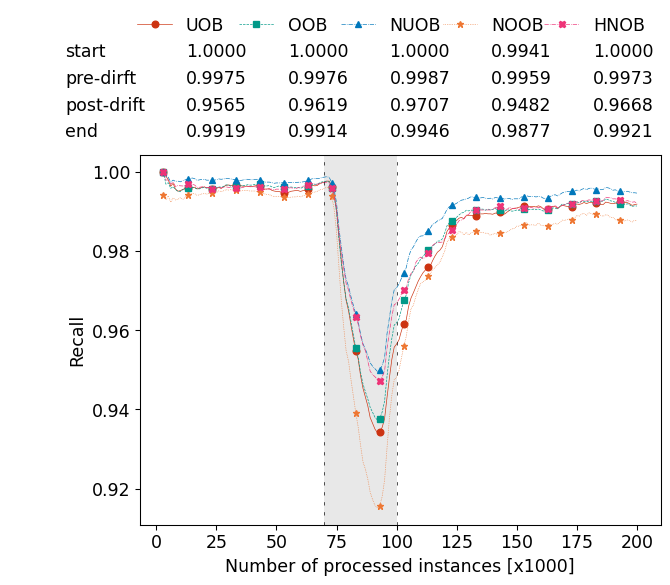 UOB OOB NUOB NOOB HNOB
start 1.0000 1.0000 1.0000 0.9941 1.0000
pre-dirft 0.9975 0.9976 0.9987 0.9959 0.9973
post-drift 0.9565 0.9619 0.9707 0.9482 0.9668
end 0.9919 0.9914 0.9946 0.9877 0.9921
1.00
0.98
0.96
0.94
0.92
Recall
0 25 50 75 100 125 150 175 200
Number of processed instances [x1000]